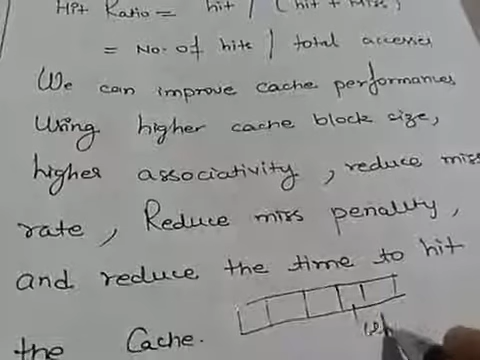 Hit Ratio = hit / (hit + Miss)
= No. of hits / total accesses
We can improve cache performances
Using higher cache block size,
higher associativity, reduce miss
rate, Reduce miss penality,
and reduce the time to hit
the Cache.